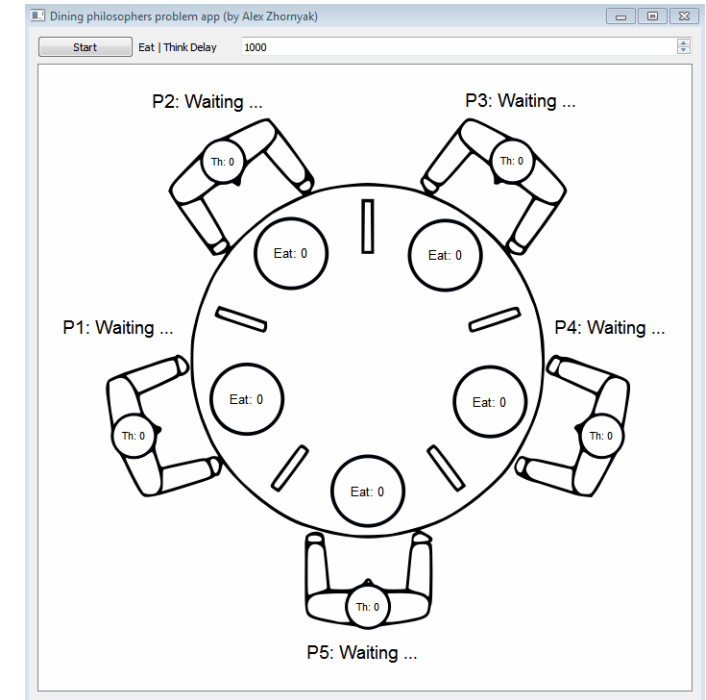 Dining philosophers problem app (by Alex Zhornyak)
Start Eat | Think Delay 1000
P2: Waiting ... P3: Waiting ...
Th: 0 Th: 0
Eat: 0 Eat: 0
P1: Waiting ... P4: Waiting ...
Eat: 0 Eat: 0
Th: 0 Th: 0
Eat: 0
Th: 0
P5: Waiting ...